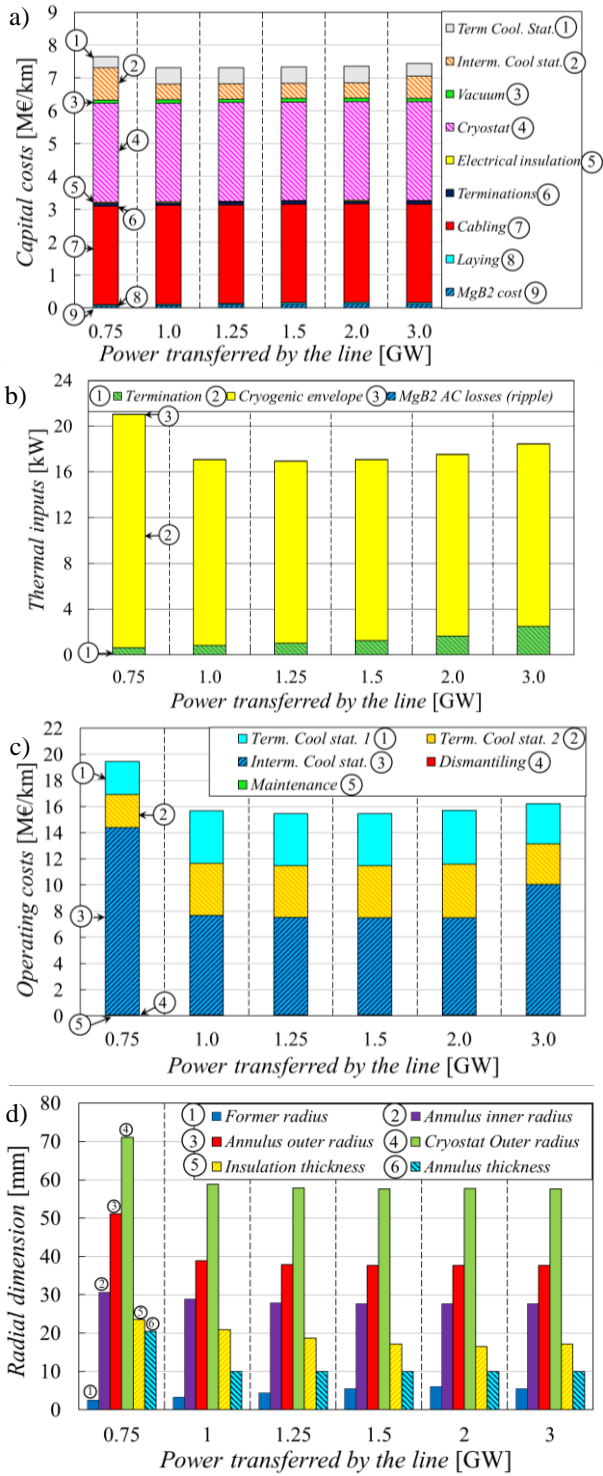 a)
Capital costs [M€/km]
9
8
7
6
5
4
3
2
1
0
1
2
3
4
5
6
7
8
9
Term Cool. Stat. 1
Interm. Cool stat. 2
Vacuum 3
Cryostat 4
Electrical insulation 5
Terminations 6
Cabling 7
Laying 8
MgB2 cost 9
0.75 1.0 1.25 1.5 2.0 3.0
Power transferred by the line [GW]
b)
Thermal inputs [kW]
24
20
16
12
8
4
0
1 Termination 2 Cryogenic envelope 3 MgB2 AC losses (ripple)
3
2
1
0.75 1.0 1.25 1.5 2.0 3.0
Power transferred by the line [GW]
c)
Operating costs [M€/km]
22
20
18
16
14
12
10
8
6
4
2
0
Term. Cool stat. 1 1 Term. Cool stat. 2 2
Interm. Cool stat. 3 Dismantiling 4
Maintenance 5
1
2
3
4
5
0.75 1.0 1.25 1.5 2.0 3.0
Power transferred by the line [GW]
d)
Radial dimension [mm]
80
70
60
50
40
30
20
10
0
1 Former radius 2 Annulus inner radius
3 Annulus outer radius 4 Cryostat Outer radius
5 Insulation thickness 6 Annulus thickness
4
3
2
5
6
1
0.75 1 1.25 1.5 2 3
Power transferred by the line [GW]